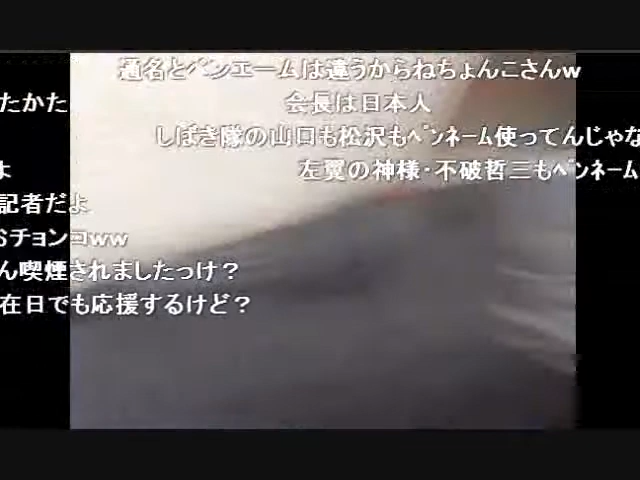 通名とペンエームは違うからねちょんこさんw
たかた
会長は日本人
しばき隊の山口も松沢もﾍﾟﾝﾈｰﾑ使ってんじゃな
よ
左翼の神様・不破哲三もﾍﾟﾝﾈｰﾑ
記者だよ
おチョンコww
ん喫煙されましたっけ？
在日でも応援するけど？